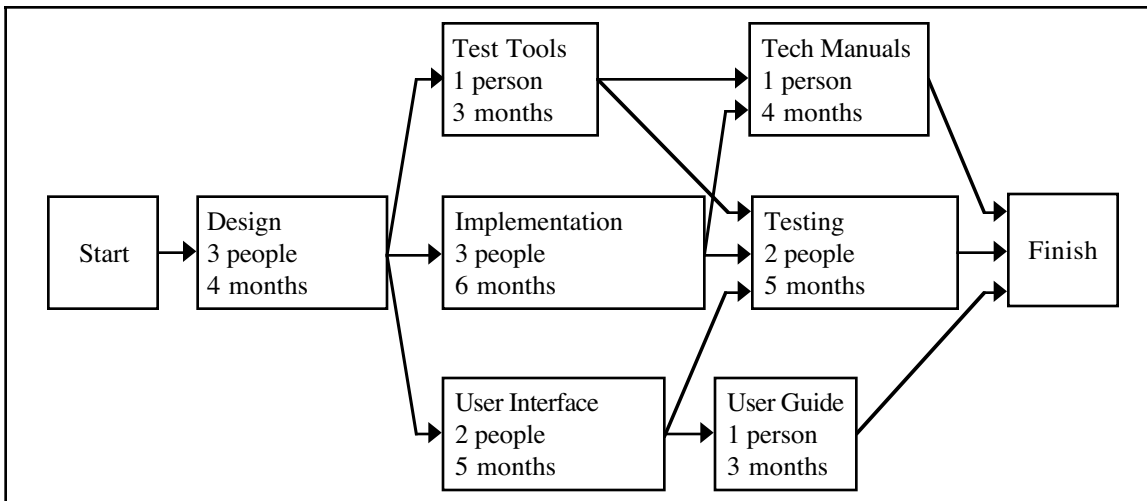 Test Tools
1 person
3 months
Tech Manuals
1 person
4 months
Start
Design
3 people
4 months
Implementation
3 people
6 months
Testing
2 people
5 months
Finish
User Interface
2 people
5 months
User Guide
1 person
3 months